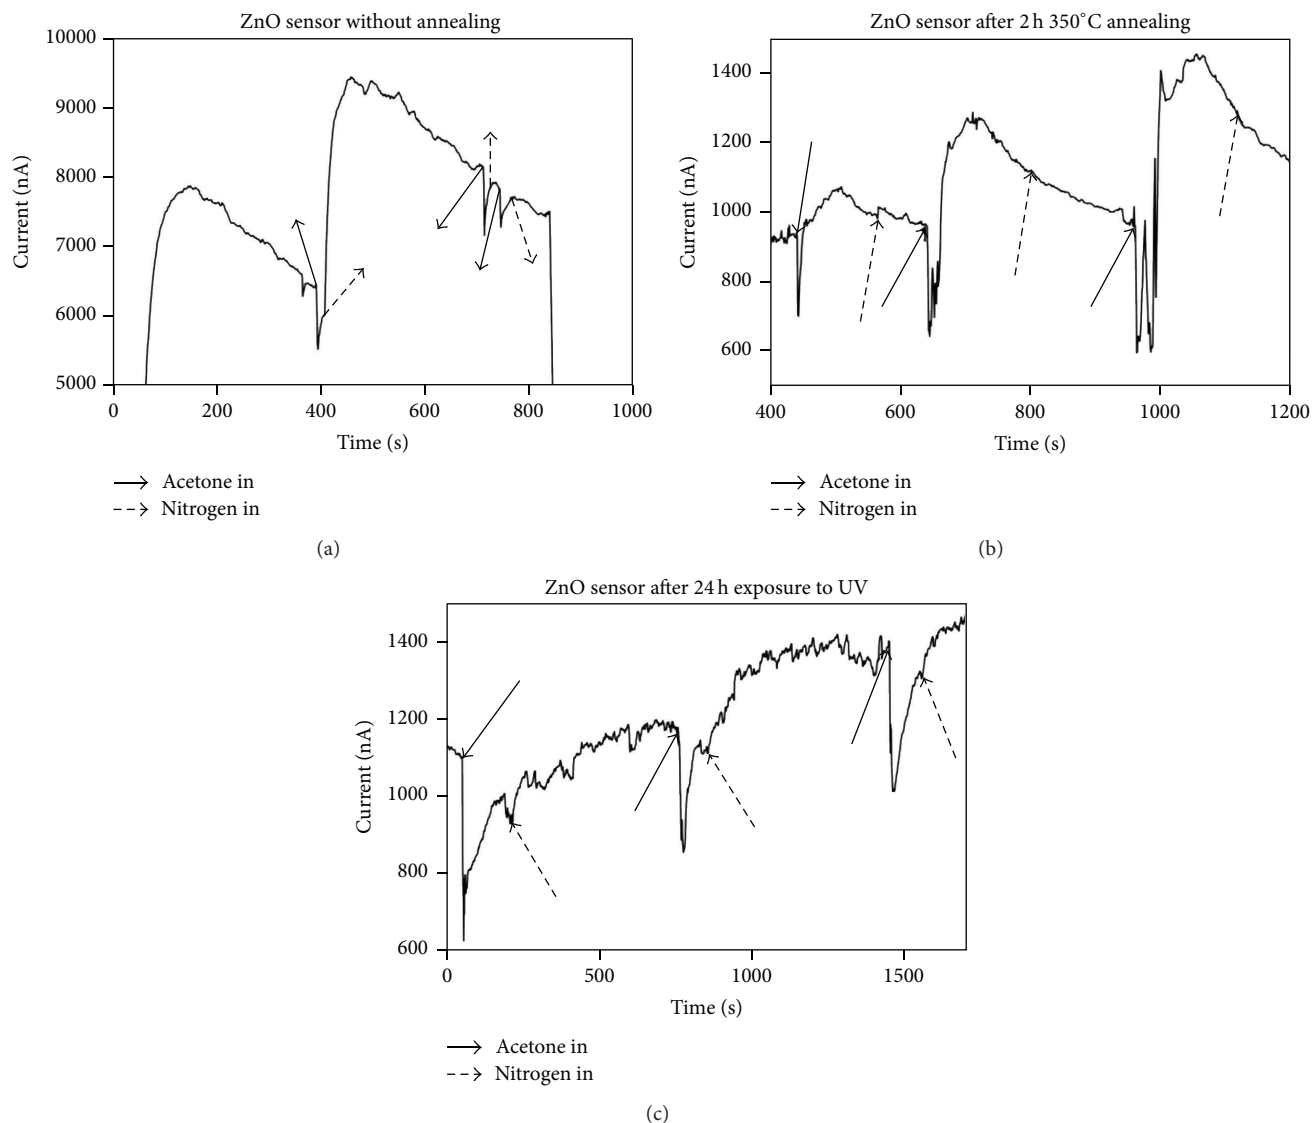 ZnO sensor without annealing
10000
9000
8000
7000
6000
5000
Current (nA)
0 200 400 600 800 1000
Time (s)
Acetone in
Nitrogen in
(a)
ZnO sensor after 2 h 350°C annealing
1400
1200
1000
800
600
Current (nA)
400 600 800 1000 1200
Time (s)
Acetone in
Nitrogen in
(b)
ZnO sensor after 24 h exposure to UV
1400
1200
1000
800
600
Current (nA)
0 500 1000 1500
Time (s)
Acetone in
Nitrogen in
(c)